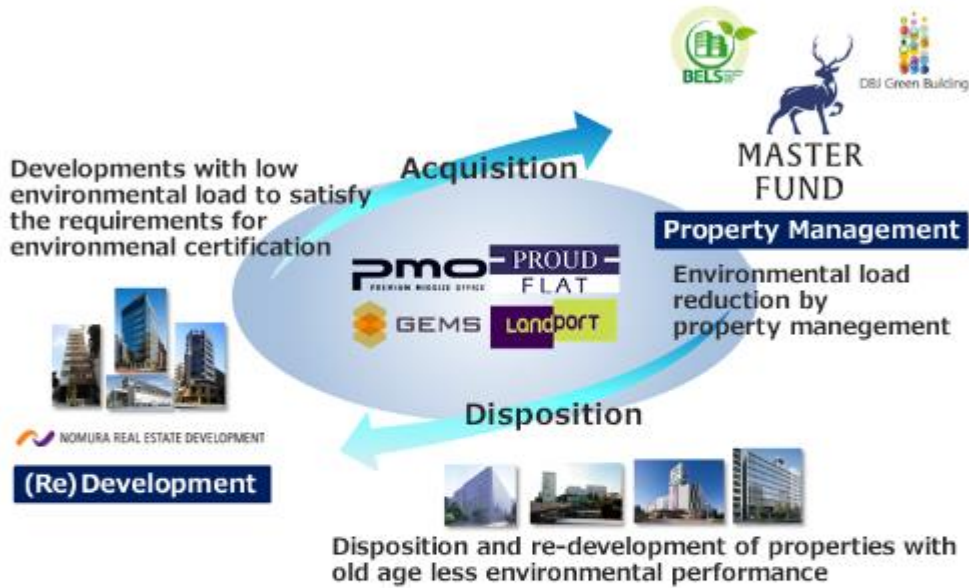 BELS
DBJ Green Building
MASTER
FUND
Property Management
Environmental load
reduction by
property manegement
Acquisition
Developments with low
environmental load to satisfy
the requirements for
environmenal certification
pmo
PREMIUM MIDSIZE OFFICE
PROUD
FLAT
GEMS
LandPORT
Disposition
NOMURA REAL ESTATE DEVELOPMENT
(Re) Development
Disposition and re-development of properties with
old age less environmental performance